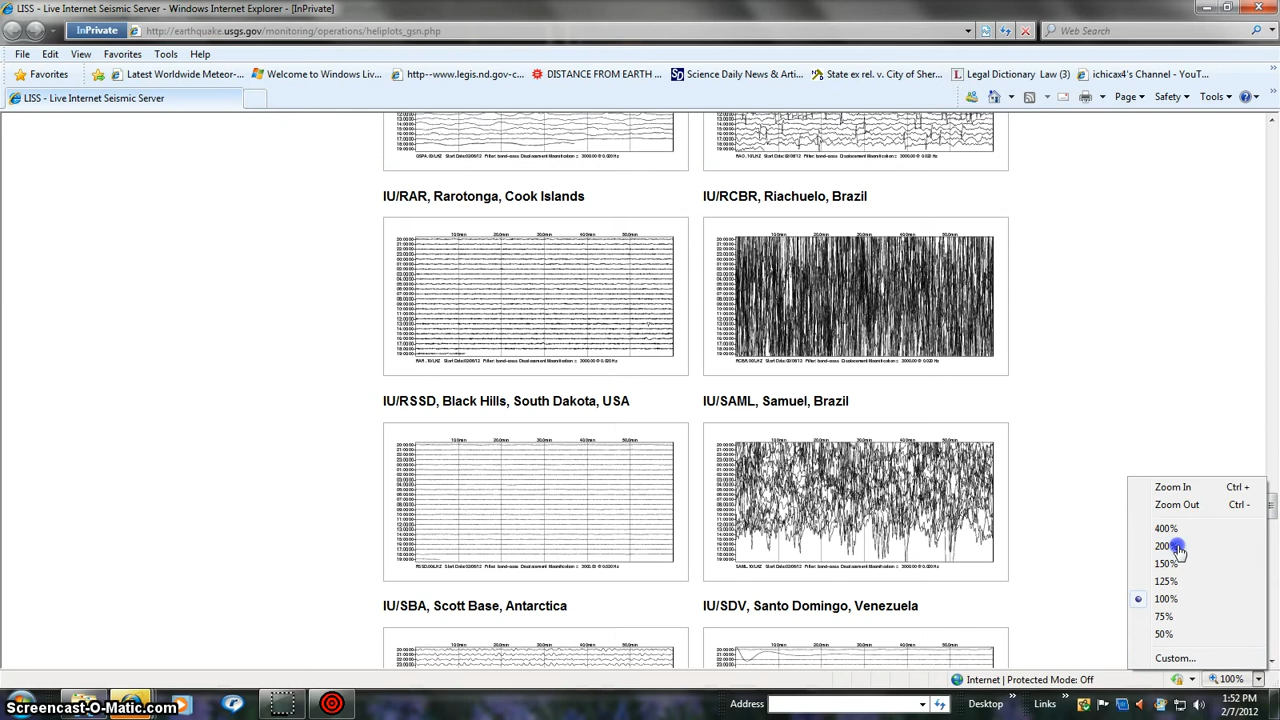 LISS - Live Internet Seismic Server - Windows Internet Explorer - [InPrivate]
InPrivate http://earthquake.usgs.gov/monitoring/operations/heliplots_gsn.php Web Search
File Edit View Favorites Tools Help
Favorites Latest Worldwide Meteor-... Welcome to Windows Liv... http--www.legis.nd.gov-c... DISTANCE FROM EARTH ... Science Daily News & Arti... State ex rel. v. City of Sher... Legal Dictionary Law (3) ichicax4's Channel - YouT...
LISS - Live Internet Seismic Server Page Safety Tools
IU/RAR, Rarotonga, Cook Islands IU/RCBR, Riachuelo, Brazil
IU/RSSD, Black Hills, South Dakota, USA IU/SAML, Samuel, Brazil
IU/SBA, Scott Base, Antarctica IU/SDV, Santo Domingo, Venezuela
Zoom In Ctrl +
Zoom Out Ctrl -
400%
200%
150%
125%
100%
75%
50%
Custom...
Internet | Protected Mode: Off 100%
Screencast-O-Matic.com Address Desktop Links 1:52 PM
2/7/2012